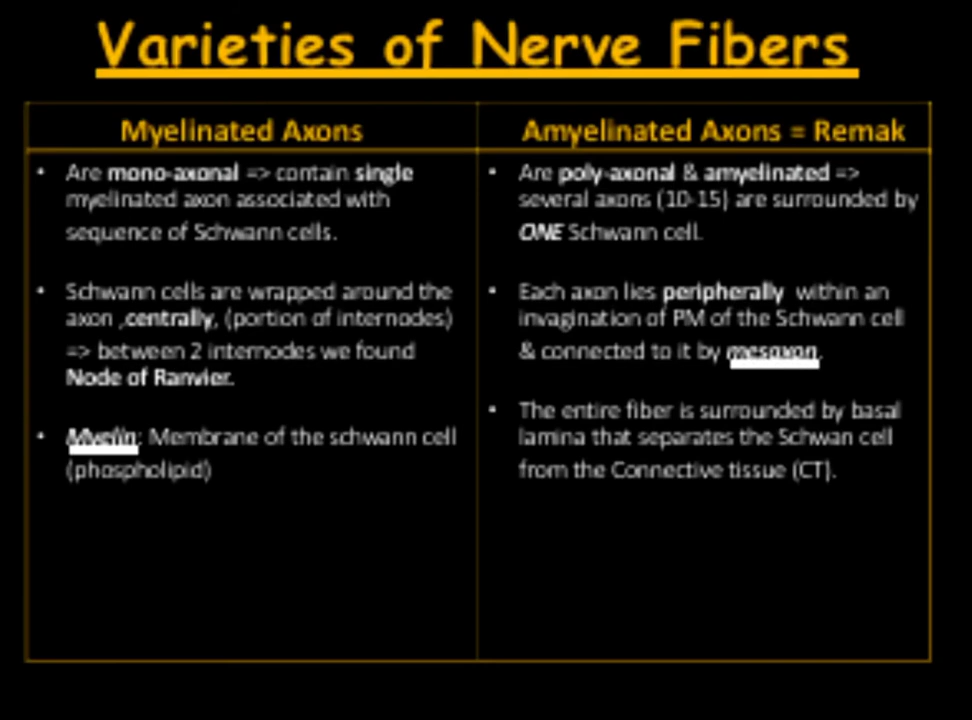 Varieties of Nerve Fibers
Myelinated Axons
• Are mono-axonal => contain single
myelinated axon associated with
sequence of Schwann cells.
• Schwann cells are wrapped around the
axon ,centrally, (portion of internodes)
=> between 2 internodes we found
Node of Ranvier.
• Myelin: Membrane of the schwann cell
(phospholipid)
Amyelinated Axons = Remak
• Are poly-axonal & amyelinated =>
several axons (10-15) are surrounded by
ONE Schwann cell.
• Each axon lies peripherally within an
invagination of PM of the Schwann cell
& connected to it by mesaxon.
• The entire fiber is surrounded by basal
lamina that separates the Schwan cell
from the Connective tissue (CT).